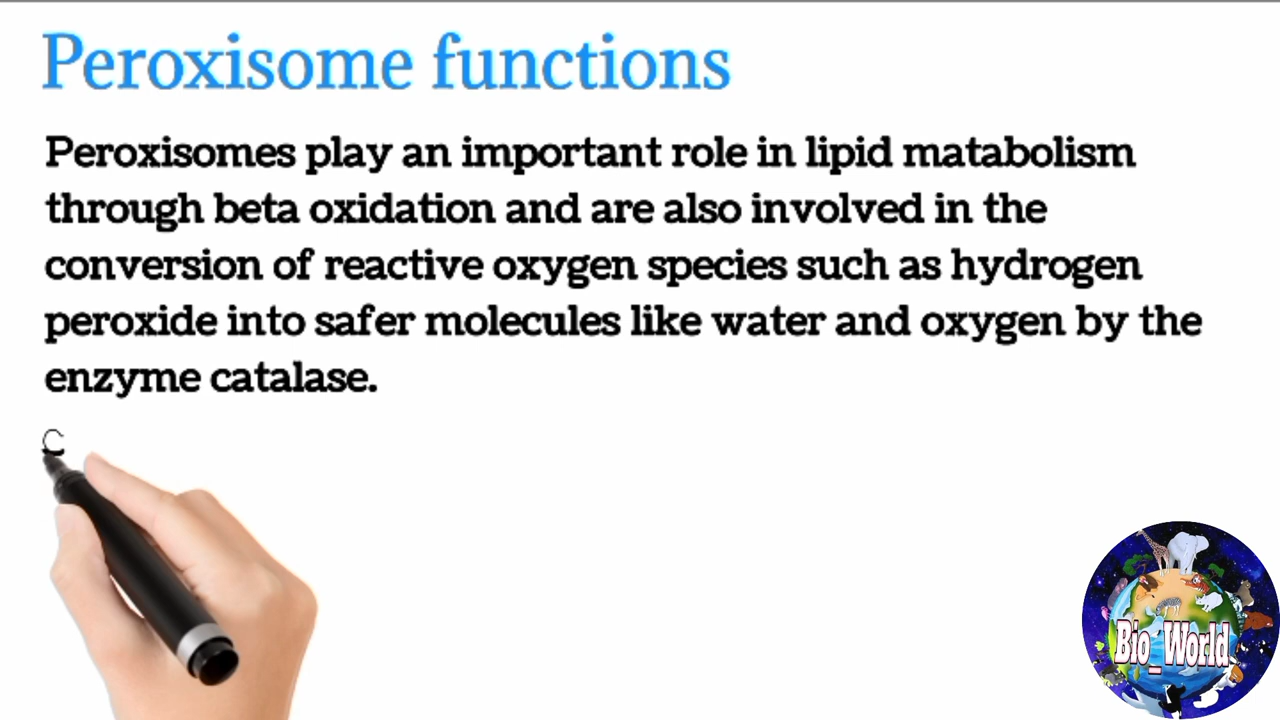 Peroxisome functions
Peroxisomes play an important role in lipid matabolism
through beta oxidation and are also involved in the
conversion of reactive oxygen species such as hydrogen
peroxide into safer molecules like water and oxygen by the
enzyme catalase.
Bio_World